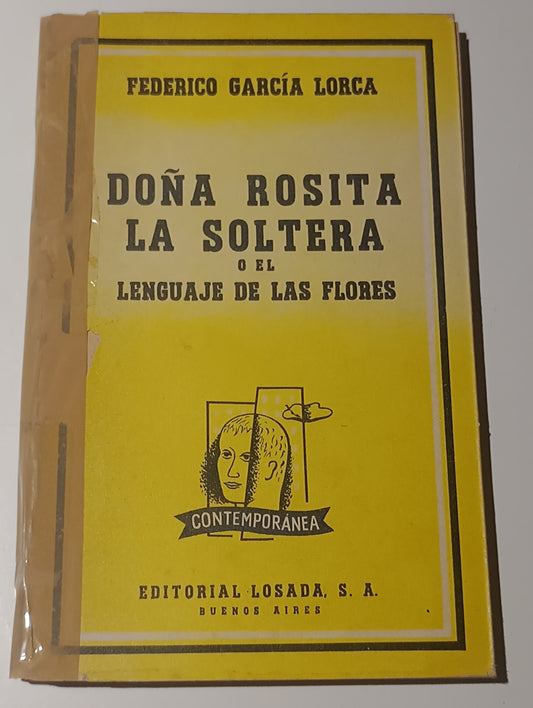 FEDERICO GARCÍA LORCA
DOÑA ROSITA
LA SOLTERA
O EL
LENGUAJE DE LAS FLORES
CONTEMPORÁNEA
EDITORIAL LOSADA, S. A.
BUENOS AIRES